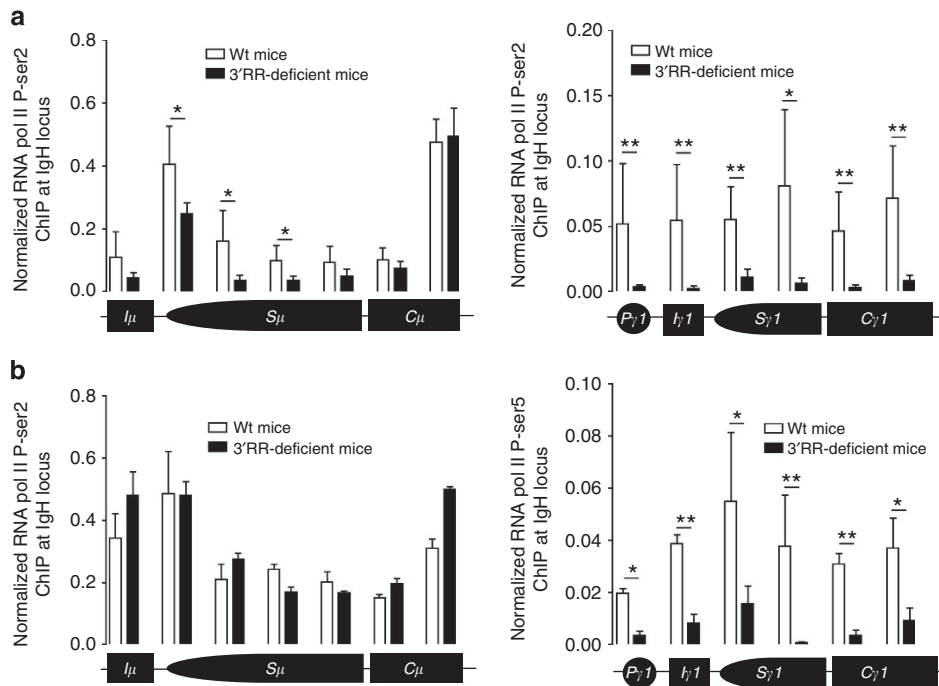 a
Normalized RNA pol II P-ser2
ChIP at IgH locus
0.8
0.6
0.4
0.2
0.0
Wt mice
3′RR-deficient mice
*
*
*
Iμ
Sμ
Cμ
Normalized RNA pol II P-ser2
ChIP at IgH locus
0.20
0.15
0.10
0.05
0.00
Wt mice
3′RR-deficient mice
**
**
**
*
**
**
Pγ1
Iγ1
Sγ1
Cγ1
b
Normalized RNA pol II P-ser2
ChIP at IgH locus
0.8
0.6
0.4
0.2
0.0
Wt mice
3′RR-deficient mice
Iμ
Sμ
Cμ
Normalized RNA pol II P-ser5
ChIP at IgH locus
0.10
0.08
0.06
0.04
0.02
0.00
Wt mice
3′RR-deficient mice
*
**
*
**
**
*
Pγ1
Iγ1
Sγ1
Cγ1